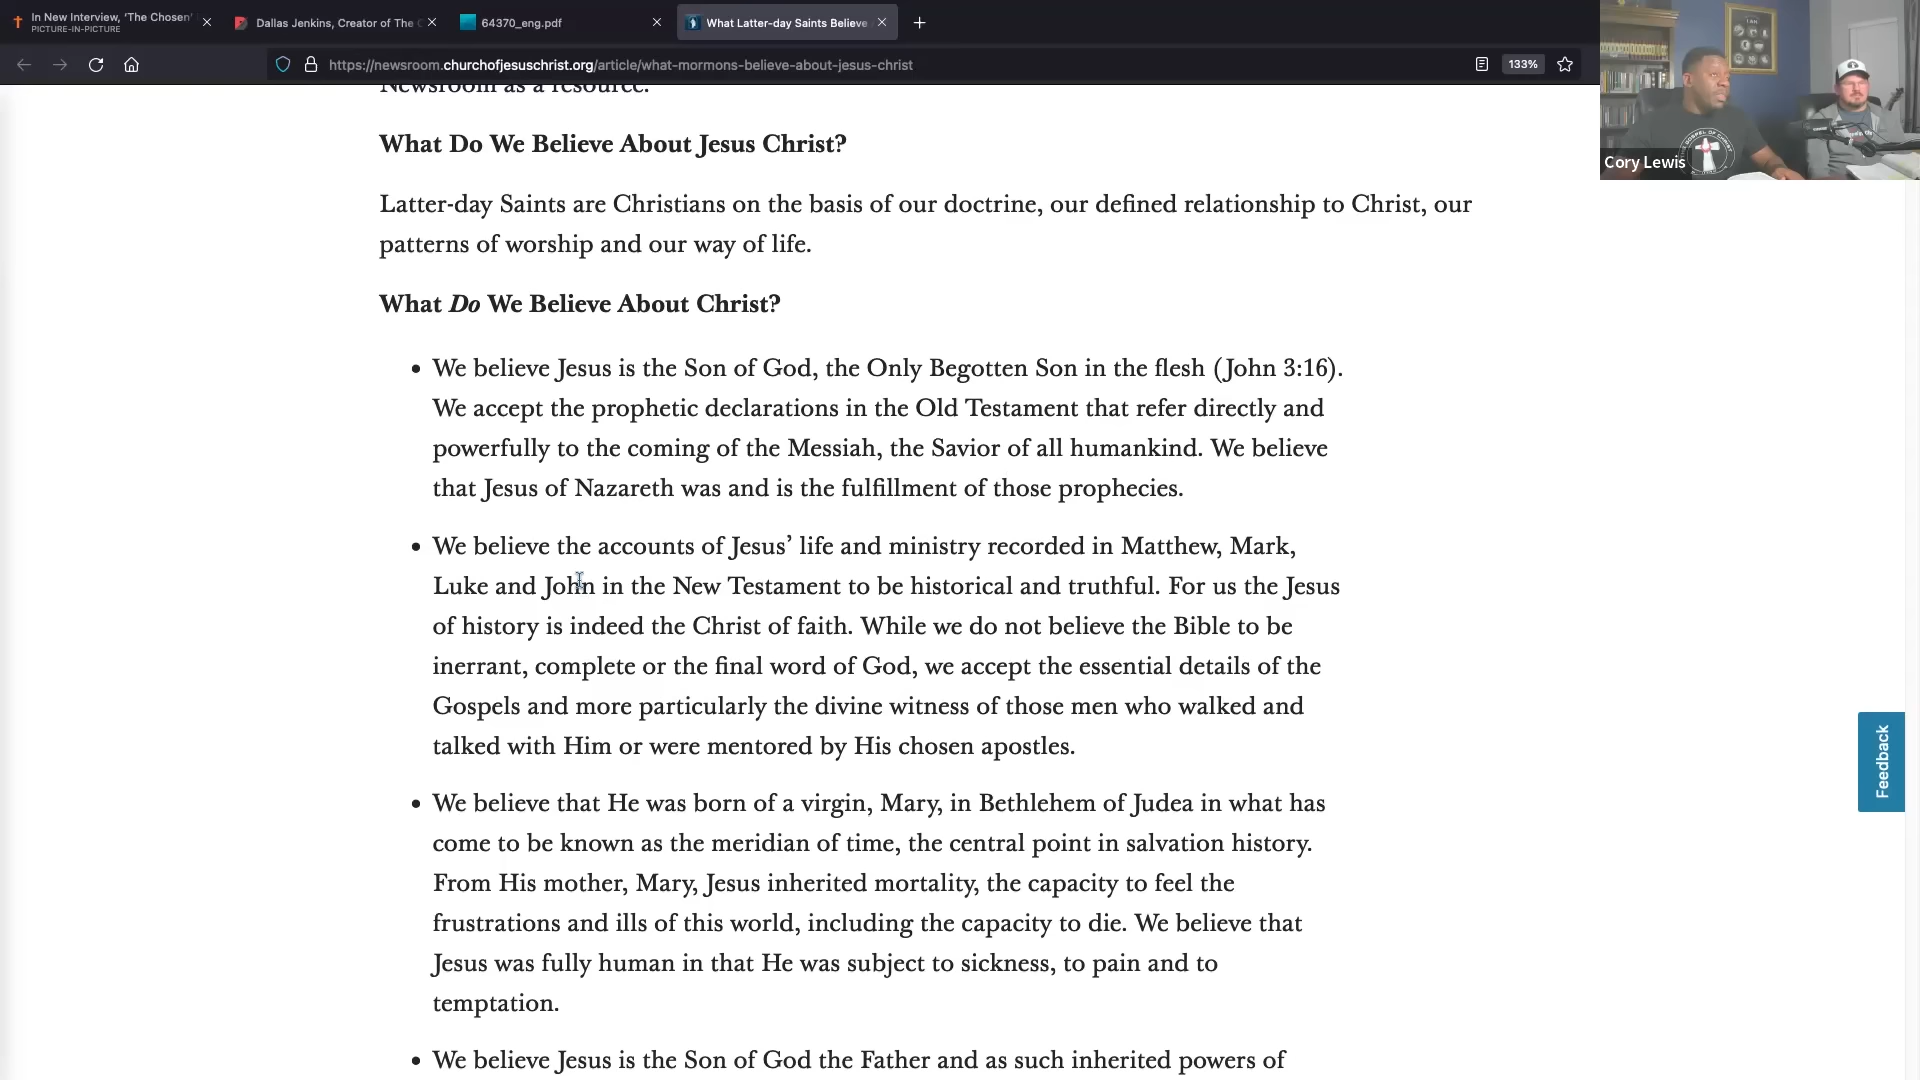 In New Interview, 'The Chosen'
PICTURE-IN-PICTURE
Dallas Jenkins, Creator of The
64370_eng.pdf
What Latter-day Saints Believe
https://newsroom.churchofjesuschrist.org/article/what-mormons-believe-about-jesus-christ
133%
I AM
Cory Lewis
GOSPEL OF CHRIST
Newsroom as a resource.
What Do We Believe About Jesus Christ?
Latter-day Saints are Christians on the basis of our doctrine, our defined relationship to Christ, our
patterns of worship and our way of life.
What Do We Believe About Christ?
• We believe Jesus is the Son of God, the Only Begotten Son in the flesh (John 3:16).
We accept the prophetic declarations in the Old Testament that refer directly and
powerfully to the coming of the Messiah, the Savior of all humankind. We believe
that Jesus of Nazareth was and is the fulfillment of those prophecies.
• We believe the accounts of Jesus’ life and ministry recorded in Matthew, Mark,
Luke and John in the New Testament to be historical and truthful. For us the Jesus
of history is indeed the Christ of faith. While we do not believe the Bible to be
inerrant, complete or the final word of God, we accept the essential details of the
Gospels and more particularly the divine witness of those men who walked and
talked with Him or were mentored by His chosen apostles.
• We believe that He was born of a virgin, Mary, in Bethlehem of Judea in what has
come to be known as the meridian of time, the central point in salvation history.
From His mother, Mary, Jesus inherited mortality, the capacity to feel the
frustrations and ills of this world, including the capacity to die. We believe that
Jesus was fully human in that He was subject to sickness, to pain and to
temptation.
• We believe Jesus is the Son of God the Father and as such inherited powers of
Feedback